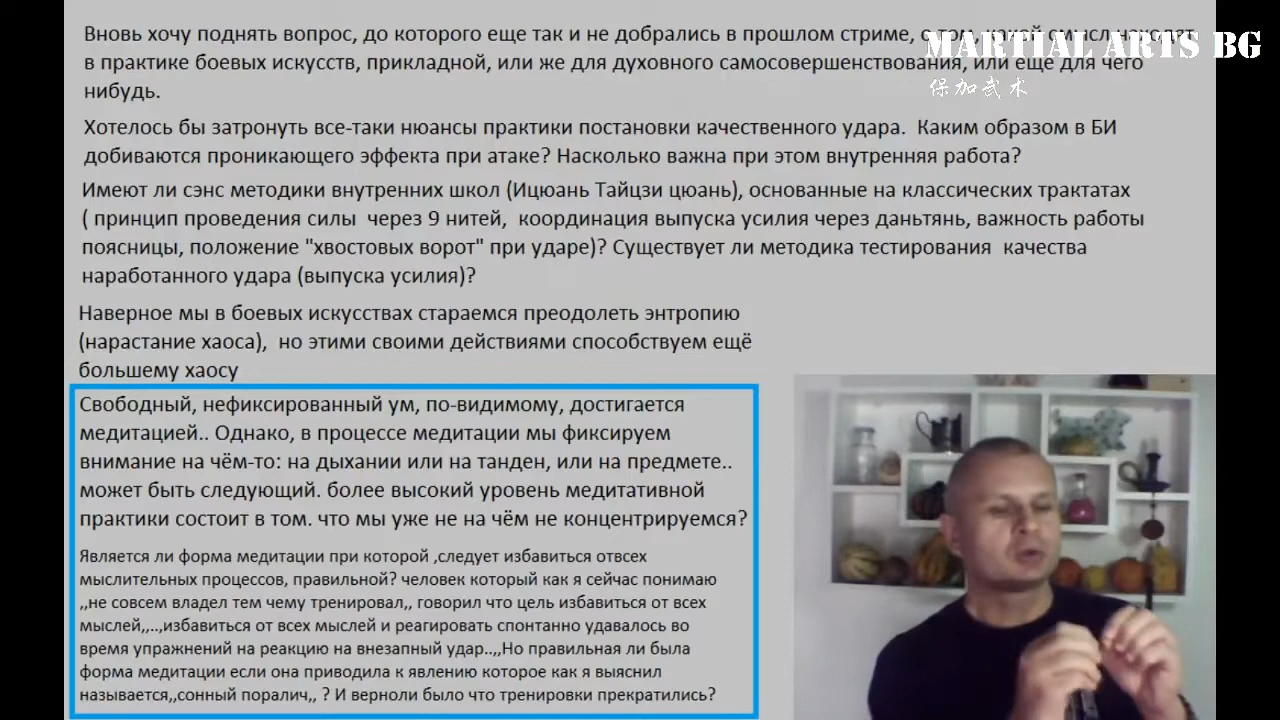 Вновь хочу поднять вопрос, до которого еще так и не добрались в прошлом стриме,
MARTIAL ARTS BG
в практике боевых искусств, прикладной, или же для духовного самосовершенствования, или еще для чего
保加武术
нибудь.
Хотелось бы затронуть все-таки нюансы практики постановки качественного удара. Каким образом в БИ
добиваются проникающего эффекта при атаке? Насколько важна при этом внутренняя работа?
Имеют ли сэнс методики внутренних школ (Ицюань Тайцзи цюань), основанные на классических трактатах
( принцип проведения силы через 9 нитей, координация выпуска усилия через даньтянь, важность работы
поясницы, положение "хвостовых ворот" при ударе)? Существует ли методика тестирования качества
наработанного удара (выпуска усилия)?
Наверное мы в боевых искусствах стараемся преодолеть энтропию
(нарастание хаоса), но этими своими действиями способствуем ещё
большему хаосу
Свободный, нефиксированный ум, по-видимому, достигается
медитацией.. Однако, в процессе медитации мы фиксируем
внимание на чём-то: на дыхании или на танден, или на предмете..
может быть следующий. более высокий уровень медитативной
практики состоит в том. что мы уже не на чём не концентрируемся?
Является ли форма медитации при которой ,следует избавиться отвсех
мыслительных процессов, правильной? человек который как я сейчас понимаю
,,не совсем владел тем чему тренировал,, говорил что цель избавиться от всех
мыслей,,..,избавиться от всех мыслей и реагировать спонтанно удавалось во
время упражнений на реакцию на внезапный удар..,,Но правильная ли была
форма медитации если она приводила к явлению которое как я выяснил
называется,,сонный поралич,, ? И верноли было что тренировки прекратились?